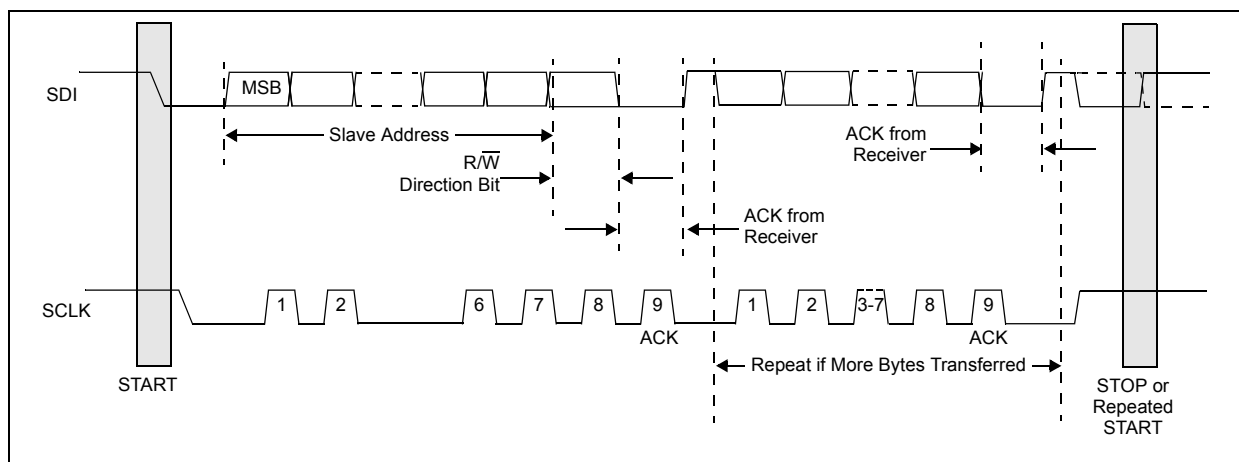 SDI
MSB
Slave Address
R/W̅
Direction Bit
ACK from
Receiver
ACK from
Receiver
SCLK
1
2
6
7
8
9
ACK
1
2
3-7
8
9
ACK
Repeat if More Bytes Transferred
START
STOP or
Repeated
START